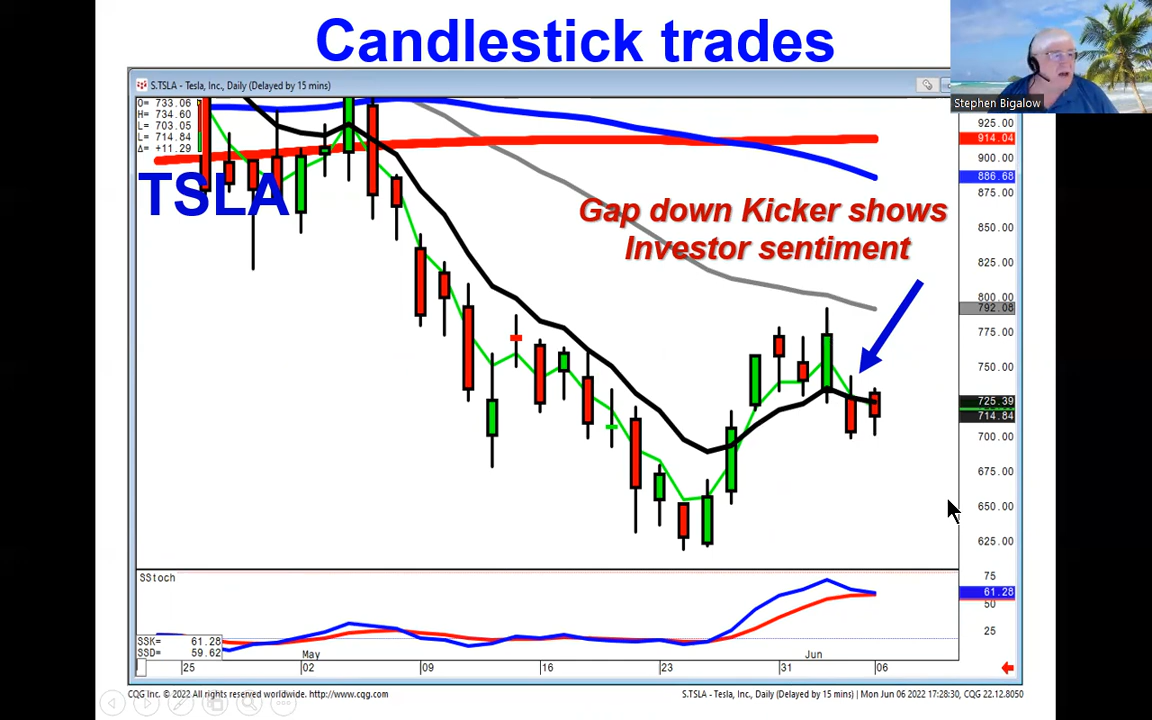 Candlestick trades
Stephen Bigalow
S.TSLA - Tesla, Inc., Daily (Delayed by 15 mins)
O= 733.06
H= 734.60
L= 703.05
L= 714.84
Δ= +11.29
TSLA
Gap down Kicker shows
Investor sentiment
925.00
914.04
900.00
886.68
875.00
850.00
825.00
800.00
792.08
775.00
750.00
725.39
714.84
700.00
675.00
650.00
625.00
SStoch
75
61.28
50
25
SSK= 61.28
SSD= 59.62
May Jun
25 02 09 16 23 31 06
CQG Inc. © 2022 All rights reserved worldwide. http://www.cqg.com
S.TSLA - Tesla, Inc., Daily (Delayed by 15 mins) | Mon Jun 06 2022 17:28:30, CQG 22.12.8050